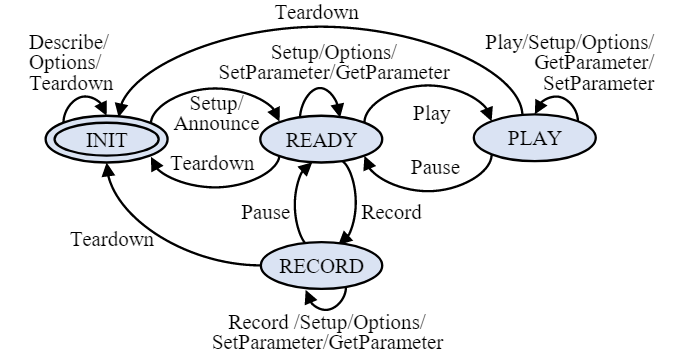 Teardown
Describe/
Options/
Teardown
Setup/Options/
SetParameter/GetParameter
Play/Setup/Options/
GetParameter/
SetParameter
Setup/
Announce
Play
INIT
READY
PLAY
Teardown
Pause
Pause
Record
Teardown
RECORD
Record /Setup/Options/
SetParameter/GetParameter